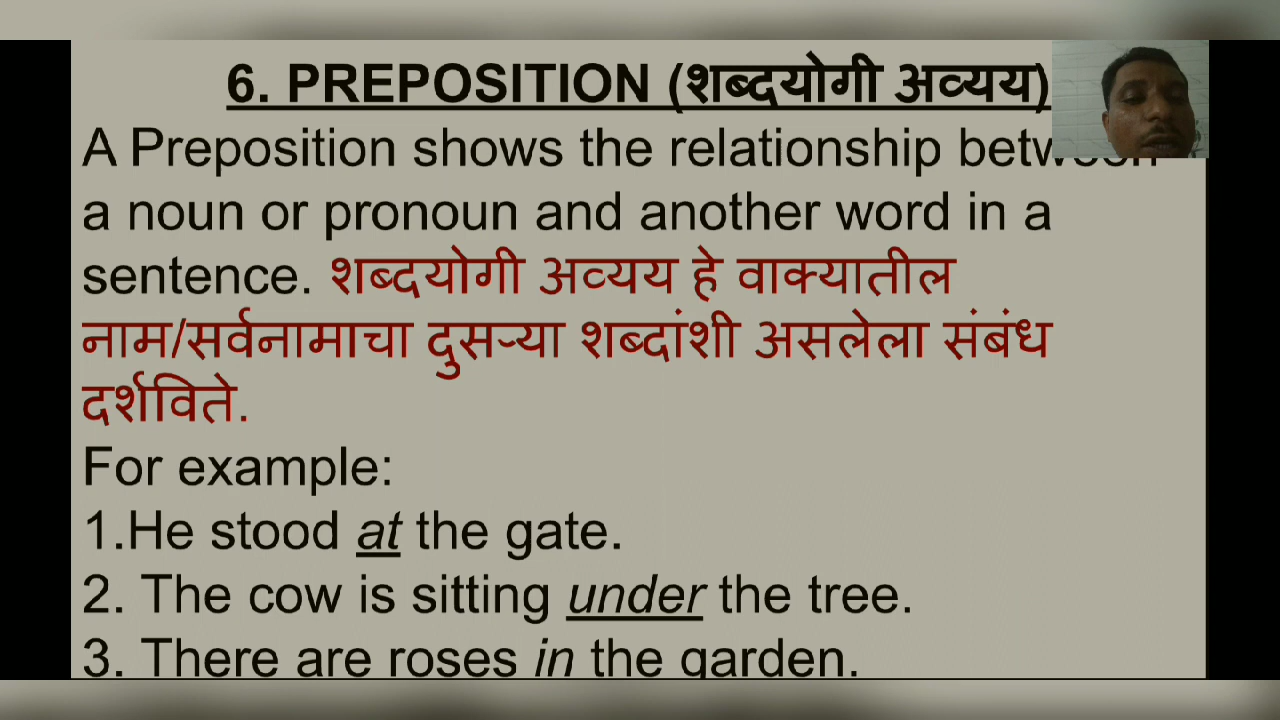 6. PREPOSITION (शब्दयोगी अव्यय)
A Preposition shows the relationship between
a noun or pronoun and another word in a
sentence. शब्दयोगी अव्यय हे वाक्यातील
नाम/सर्वनामाचा दुसऱ्या शब्दांशी असलेला संबंध
दर्शविते.
For example:
1.He stood at the gate.
2. The cow is sitting under the tree.
3. There are roses in the garden.